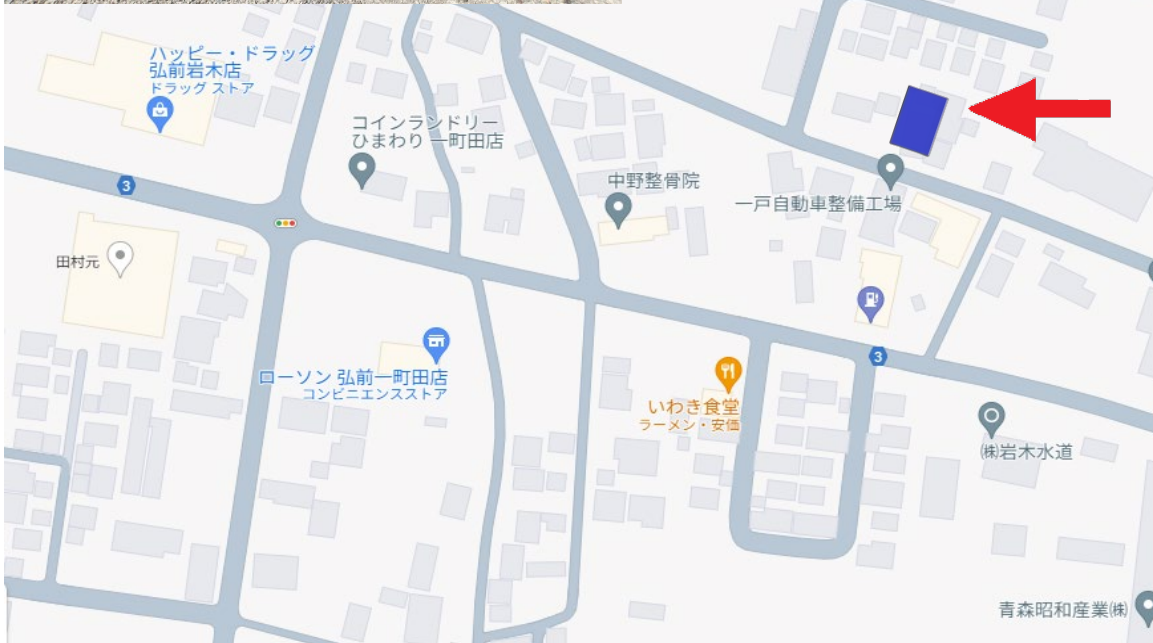 ハッピー・ドラッグ
弘前岩木店
ドラッグ ストア
コインランドリー
ひまわり 一町田店
3
中野整骨院
一戸自動車整備工場
田村元
3
ローソン 弘前一町田店
コンビニエンスストア
いわき食堂
ラーメン・安価
㈱岩木水道
青森昭和産業㈱